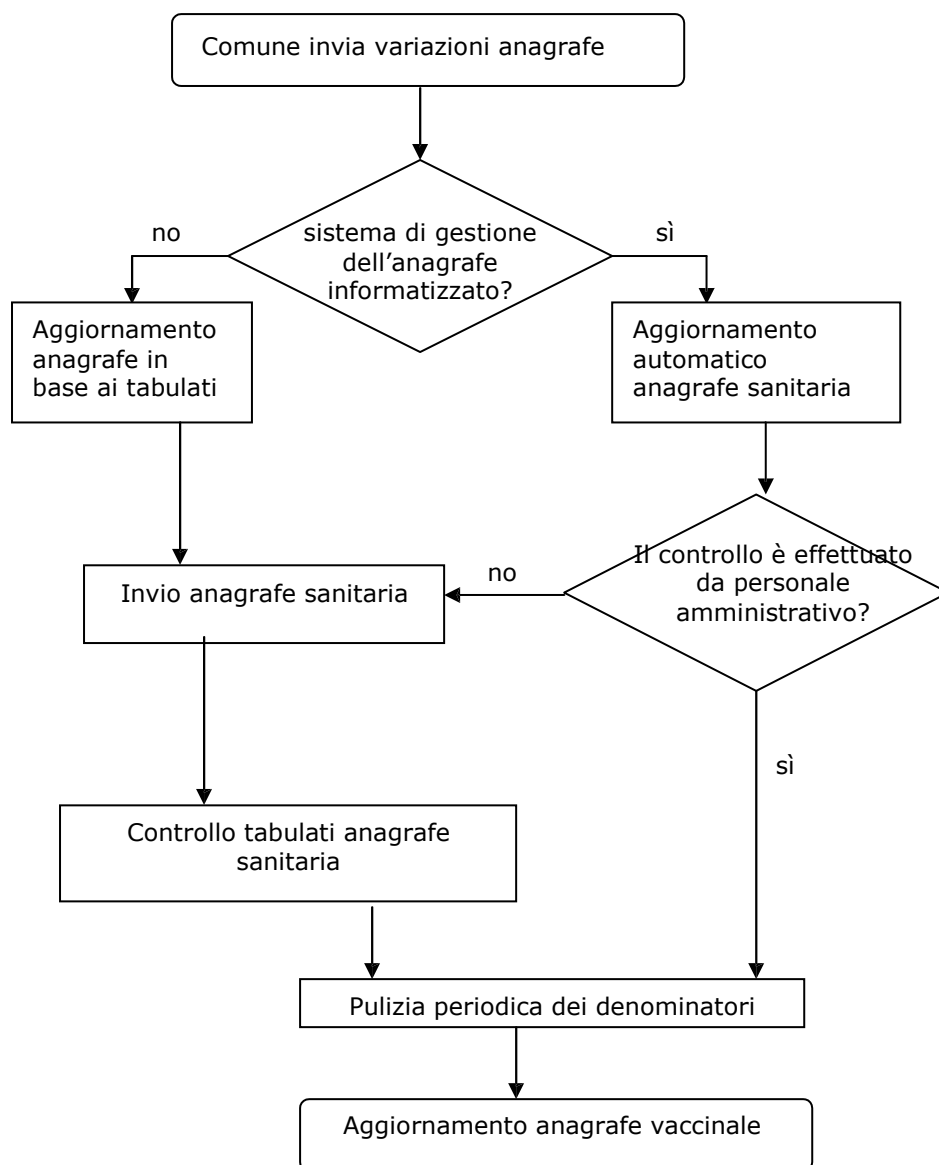 Comune invia variazioni anagrafe
no
sistema di gestione
dell’anagrafe
informatizzato?
sì
Aggiornamento
anagrafe in
base ai tabulati
Aggiornamento
automatico
anagrafe sanitaria
Il controllo è effettuato
da personale
amministrativo?
no
Invio anagrafe sanitaria
sì
Controllo tabulati anagrafe
sanitaria
Pulizia periodica dei denominatori
Aggiornamento anagrafe vaccinale